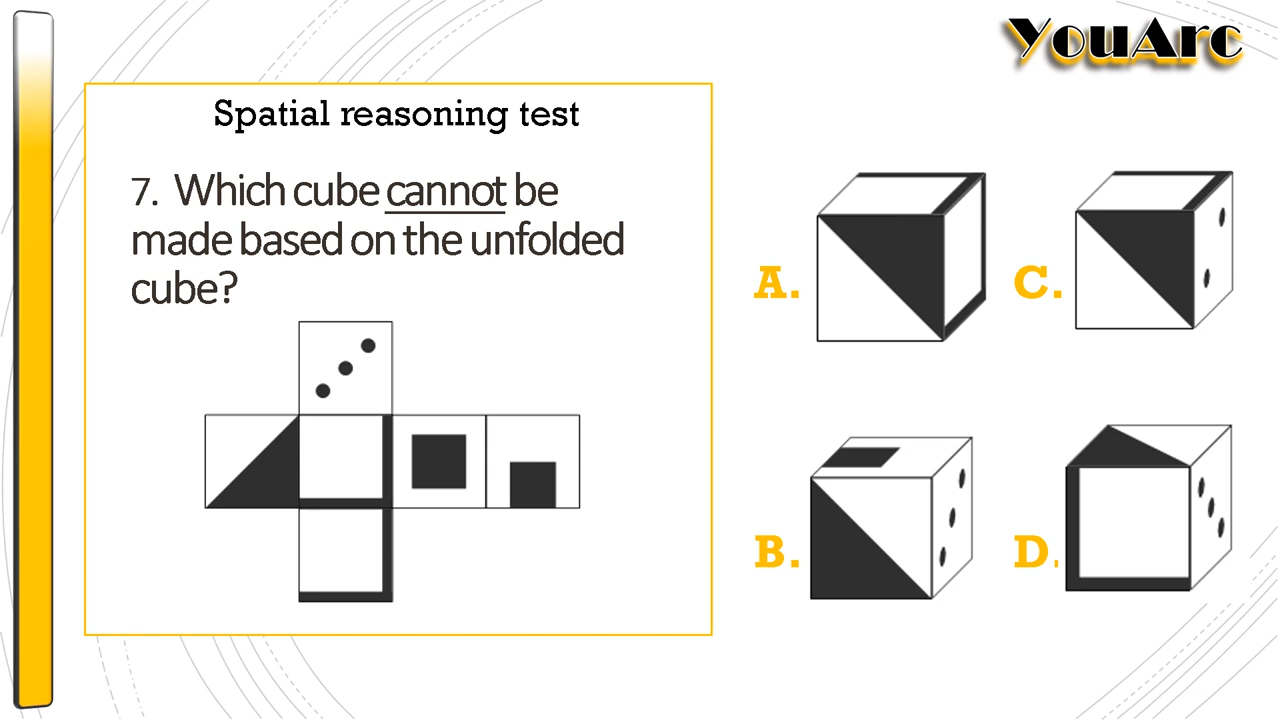 YouArc
Spatial reasoning test
7. Which cube cannot be
made based on the unfolded
cube?
A.
C.
B.
D.